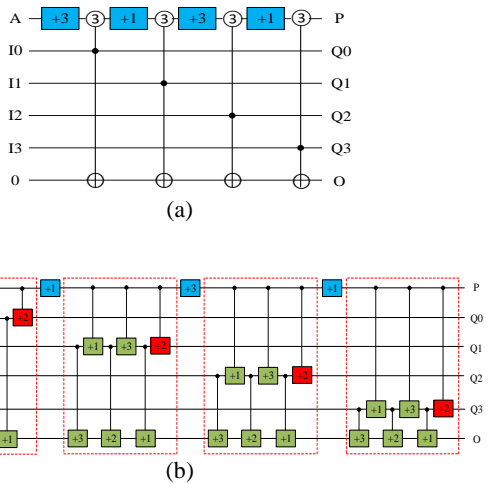 A +3 3 +1 3 +3 3 +1 3 P
I0 Q0
I1 Q1
I2 Q2
I3 Q3
0 O
(a)
+1 +3 +1 P
+2 Q0
+1 +3 +2 Q1
+1 +3 +2 Q2
+1 +3 +2 Q3
+1 +3 +2 +1 +3 +2 +1 +3 +2 +1 O
(b)